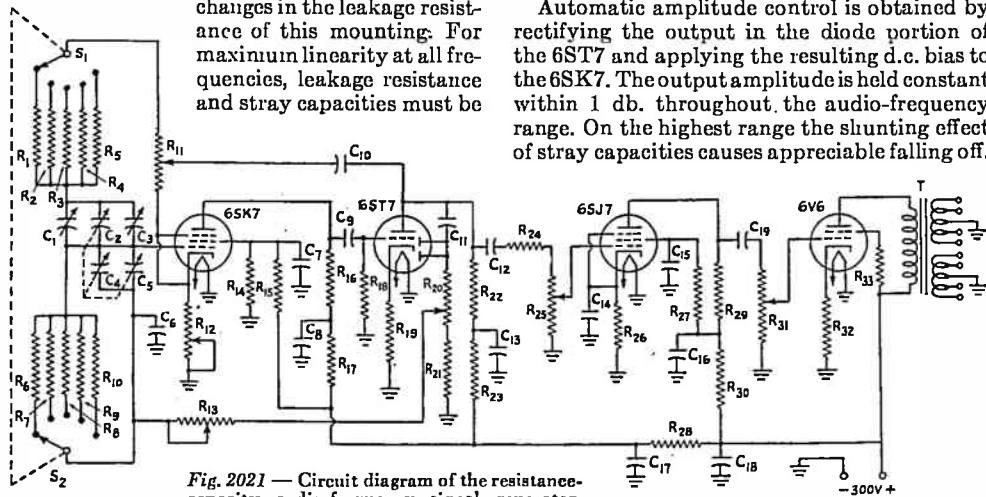 changes in the leakage resist-
ance of this mounting. For
maximum linearity at all fre-
quencies, leakage resistance
and stray capacities must be
Automatic amplitude control is obtained by
rectifying the output in the diode portion of
the 6ST7 and applying the resulting d.c. bias to
the 6SK7. The output amplitude is held constant
within 1 db. throughout the audio-frequency
range. On the highest range the shunting effect
of stray capacities causes appreciable falling off.
S1
R1
R2
R3
R4
R5
R11
C10
C1
C2
C3
C4
C5
C6
6SK7
R12
R14
R15
C7
C8
C9
R16
R17
6ST7
R18
R19
C11
R20
R21
C12
R22
R23
C13
R24
R25
6SJ7
C14
R26
C15
R27
C16
R29
R30
C19
R31
6V6
R32
R33
T
R6
R7
R8
R9
R10
S2
R13
R28
C17
C18
-300V+
Fig. 2021 — Circuit diagram of the resistance-